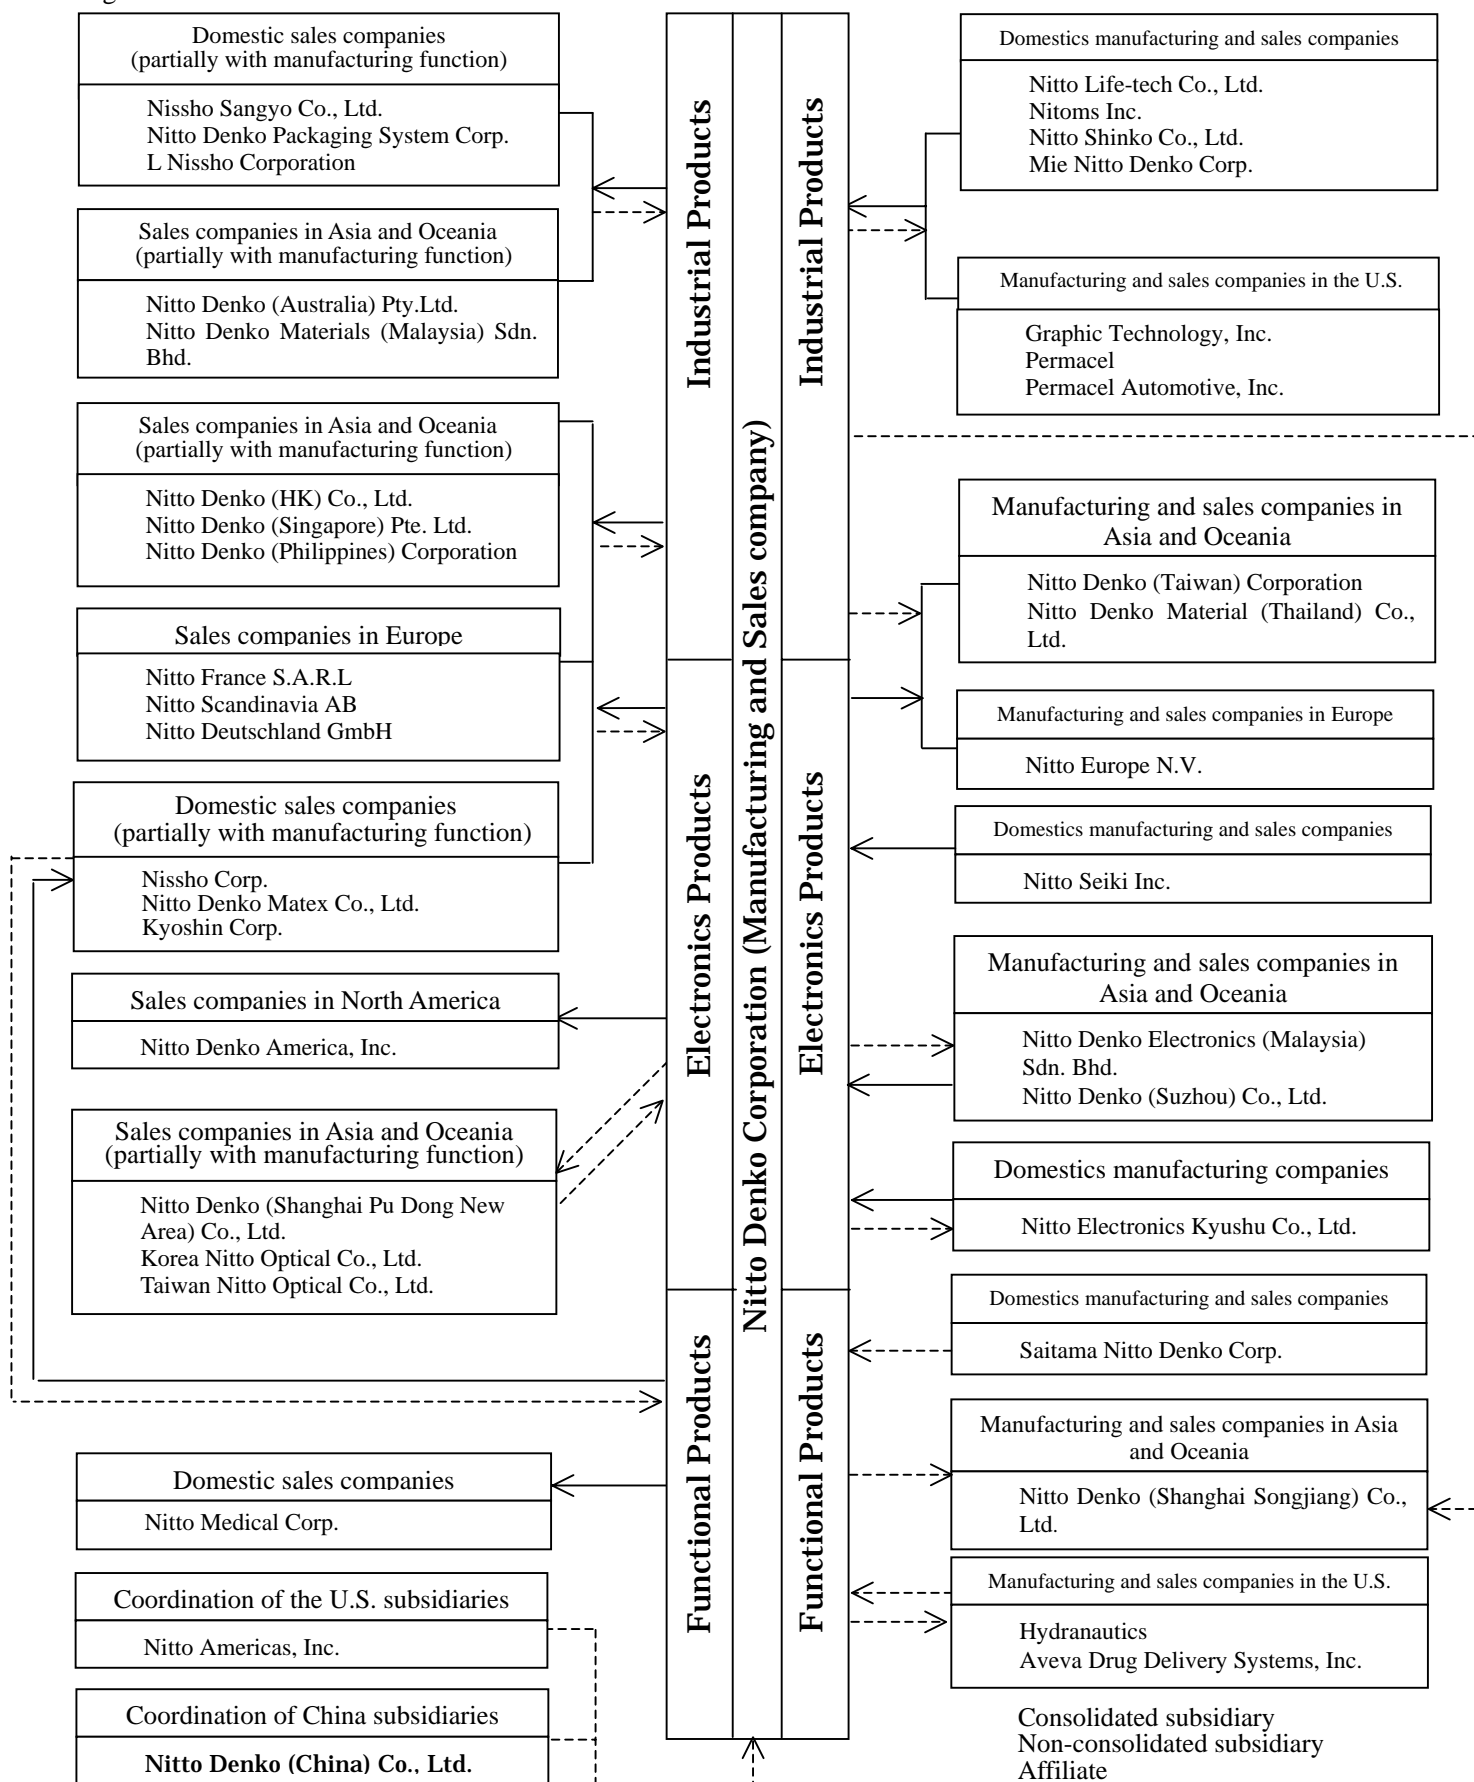 Domestic sales companies
(partially with manufacturing function)
Nissho Sangyo Co., Ltd.
Nitto Denko Packaging System Corp.
L Nissho Corporation
Sales companies in Asia and Oceania
(partially with manufacturing function)
Nitto Denko (Australia) Pty.Ltd.
Nitto Denko Materials (Malaysia) Sdn.
Bhd.
Sales companies in Asia and Oceania
(partially with manufacturing function)
Nitto Denko (HK) Co., Ltd.
Nitto Denko (Singapore) Pte. Ltd.
Nitto Denko (Philippines) Corporation
Sales companies in Europe
Nitto France S.A.R.L
Nitto Scandinavia AB
Nitto Deutschland GmbH
Domestic sales companies
(partially with manufacturing function)
Nissho Corp.
Nitto Denko Matex Co., Ltd.
Kyoshin Corp.
Sales companies in North America
Nitto Denko America, Inc.
Sales companies in Asia and Oceania
(partially with manufacturing function)
Nitto Denko (Shanghai Pu Dong New
Area) Co., Ltd.
Korea Nitto Optical Co., Ltd.
Taiwan Nitto Optical Co., Ltd.
Domestic sales companies
Nitto Medical Corp.
Coordination of the U.S. subsidiaries
Nitto Americas, Inc.
Coordination of China subsidiaries
Nitto Denko (China) Co., Ltd.
Industrial Products
Electronics Products
Functional Products
Nitto Denko Corporation (Manufacturing and Sales company)
Industrial Products
Electronics Products
Functional Products
Domestics manufacturing and sales companies
Nitto Life-tech Co., Ltd.
Nitoms Inc.
Nitto Shinko Co., Ltd.
Mie Nitto Denko Corp.
Manufacturing and sales companies in the U.S.
Graphic Technology, Inc.
Permacel
Permacel Automotive, Inc.
Manufacturing and sales companies in
Asia and Oceania
Nitto Denko (Taiwan) Corporation
Nitto Denko Material (Thailand) Co.,
Ltd.
Manufacturing and sales companies in Europe
Nitto Europe N.V.
Domestics manufacturing and sales companies
Nitto Seiki Inc.
Manufacturing and sales companies in
Asia and Oceania
Nitto Denko Electronics (Malaysia)
Sdn. Bhd.
Nitto Denko (Suzhou) Co., Ltd.
Domestics manufacturing companies
Nitto Electronics Kyushu Co., Ltd.
Domestics manufacturing and sales companies
Saitama Nitto Denko Corp.
Manufacturing and sales companies in Asia
and Oceania
Nitto Denko (Shanghai Songjiang) Co.,
Ltd.
Manufacturing and sales companies in the U.S.
Hydranautics
Aveva Drug Delivery Systems, Inc.
Consolidated subsidiary
Non-consolidated subsidiary
Affiliate